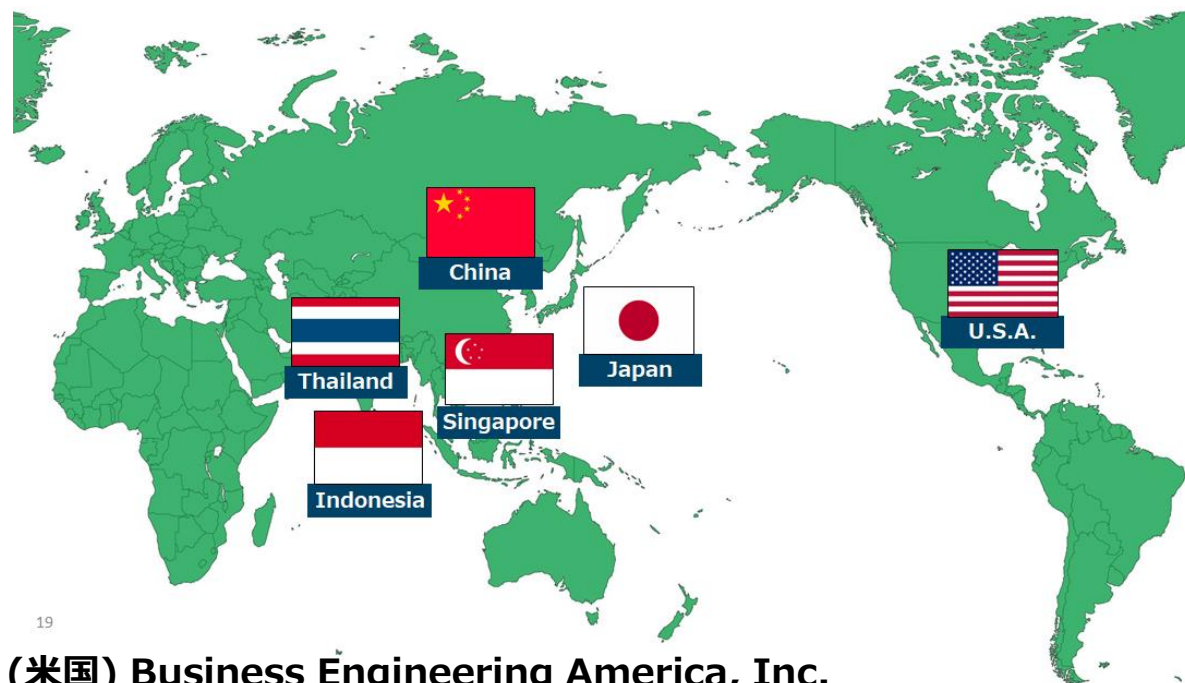 China
U.S.A.
Thailand
Japan
Singapore
Indonesia
19
(米国) Business Engineering America, Inc.